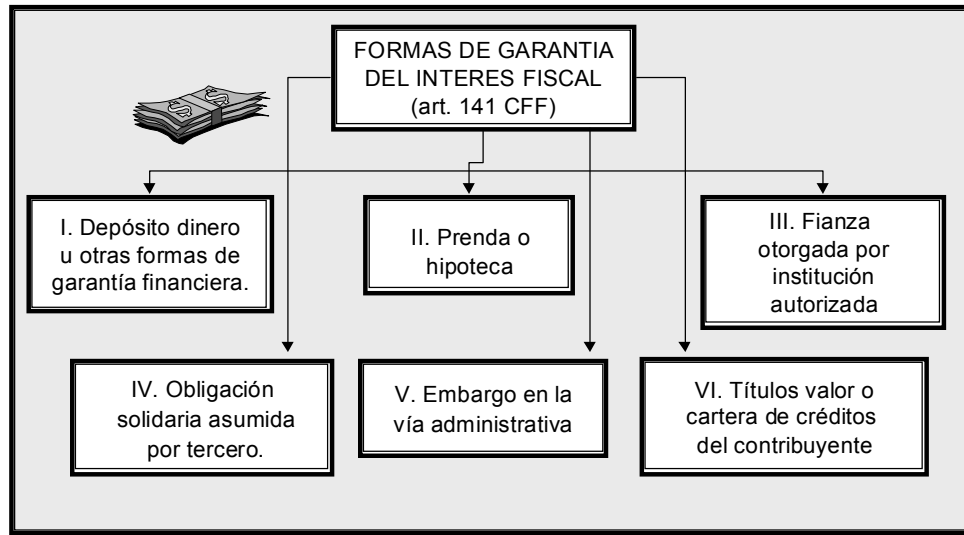 FORMAS DE GARANTIA
DEL INTERES FISCAL
(art. 141 CFF)
I. Depósito dinero
u otras formas de
garantía financiera.
II. Prenda o
hipoteca
III. Fianza
otorgada por
institución
autorizada
IV. Obligación
solidaria asumida
por tercero.
V. Embargo en la
vía administrativa
VI. Títulos valor o
cartera de créditos
del contribuyente